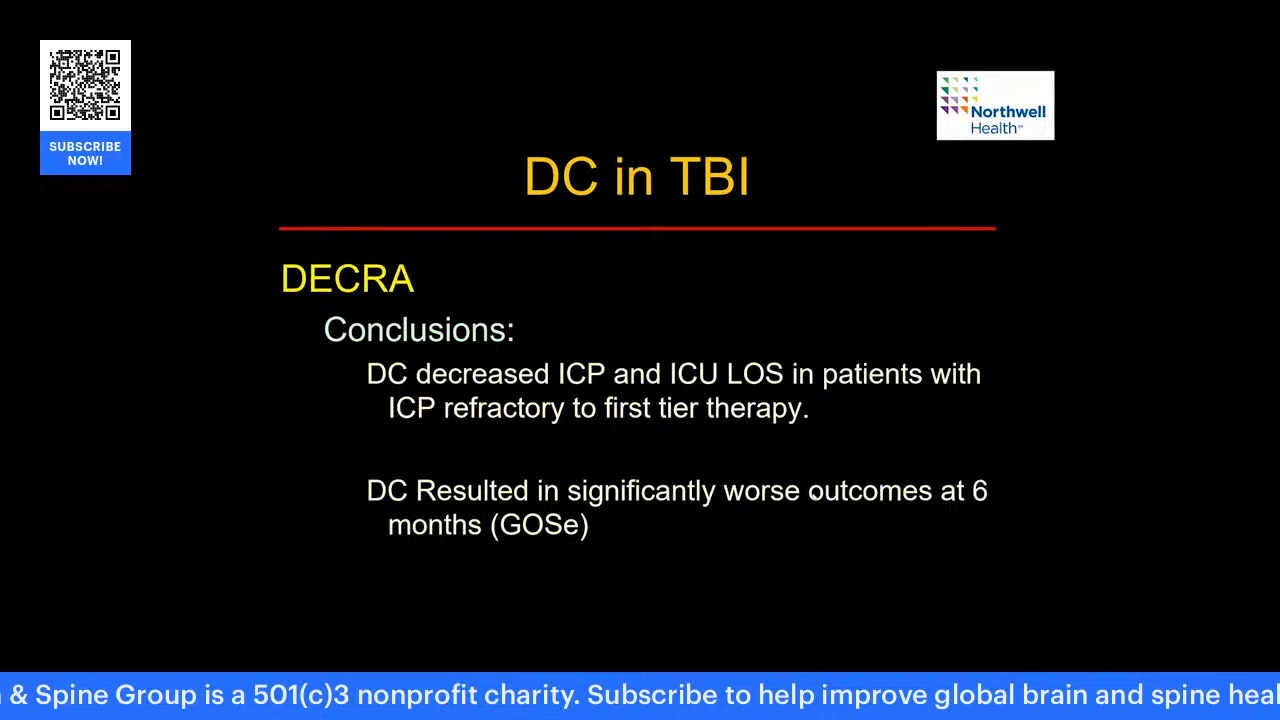 SUBSCRIBE
NOW!
Northwell
Health℠
DC in TBI
DECRA
Conclusions:
DC decreased ICP and ICU LOS in patients with
ICP refractory to first tier therapy.
DC Resulted in significantly worse outcomes at 6
months (GOSe)
& Spine Group is a 501(c)3 nonprofit charity. Subscribe to help improve global brain and spine